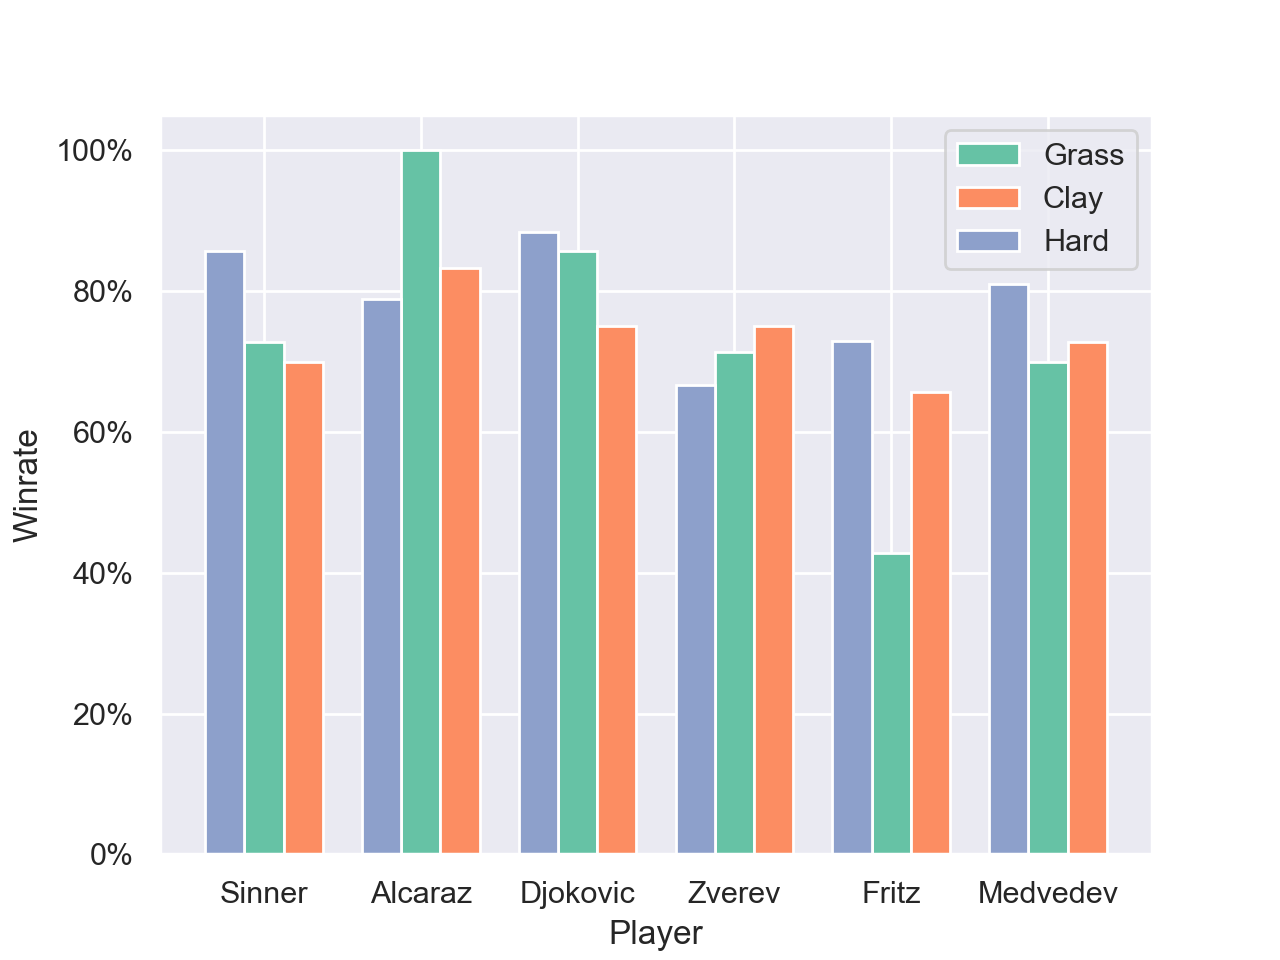 Grass
Clay
Hard
100%
80%
60%
40%
20%
0%
Winrate
Sinner Alcaraz Djokovic Zverev Fritz Medvedev
Player